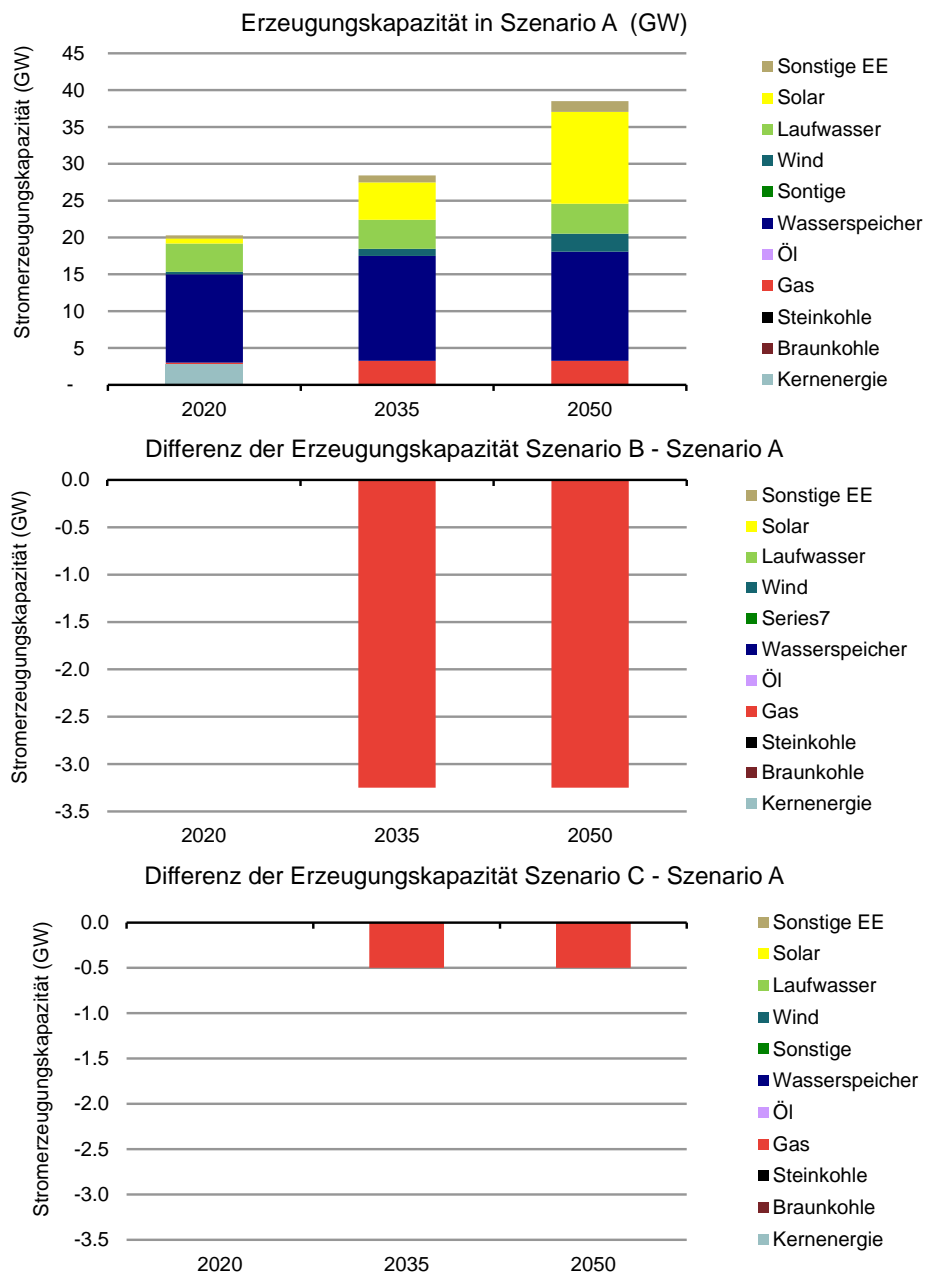 Erzeugungskapazität in Szenario A (GW)
Stromerzeugungskapazität (GW)
45
40
35
30
25
20
15
10
5
-
2020
2035
2050
Sonstige EE
Solar
Laufwasser
Wind
Sontige
Wasserspeicher
Öl
Gas
Steinkohle
Braunkohle
Kernenergie
Differenz der Erzeugungskapazität Szenario B - Szenario A
Stromerzeugungskapazität (GW)
0.0
-0.5
-1.0
-1.5
-2.0
-2.5
-3.0
-3.5
2020
2035
2050
Sonstige EE
Solar
Laufwasser
Wind
Series7
Wasserspeicher
Öl
Gas
Steinkohle
Braunkohle
Kernenergie
Differenz der Erzeugungskapazität Szenario C - Szenario A
Stromerzeugungskapazität (GW)
0.0
-0.5
-1.0
-1.5
-2.0
-2.5
-3.0
-3.5
2020
2035
2050
Sonstige EE
Solar
Laufwasser
Wind
Sonstige
Wasserspeicher
Öl
Gas
Steinkohle
Braunkohle
Kernenergie